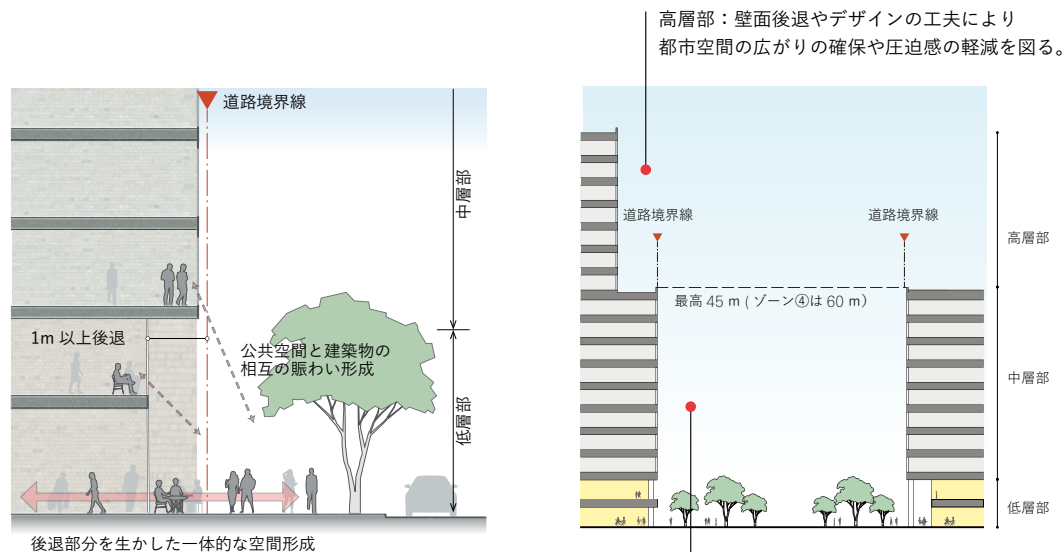 高層部：壁面後退やデザインの工夫により
都市空間の広がりの確保や圧迫感の軽減を図る。
道路境界線
中層部
1m 以上後退
公共空間と建築物の
相互の賑わい形成
低層部
後退部分を生かした一体的な空間形成
道路境界線
道路境界線
高層部
最高 45 m ( ゾーン④は 60 m）
中層部
低層部